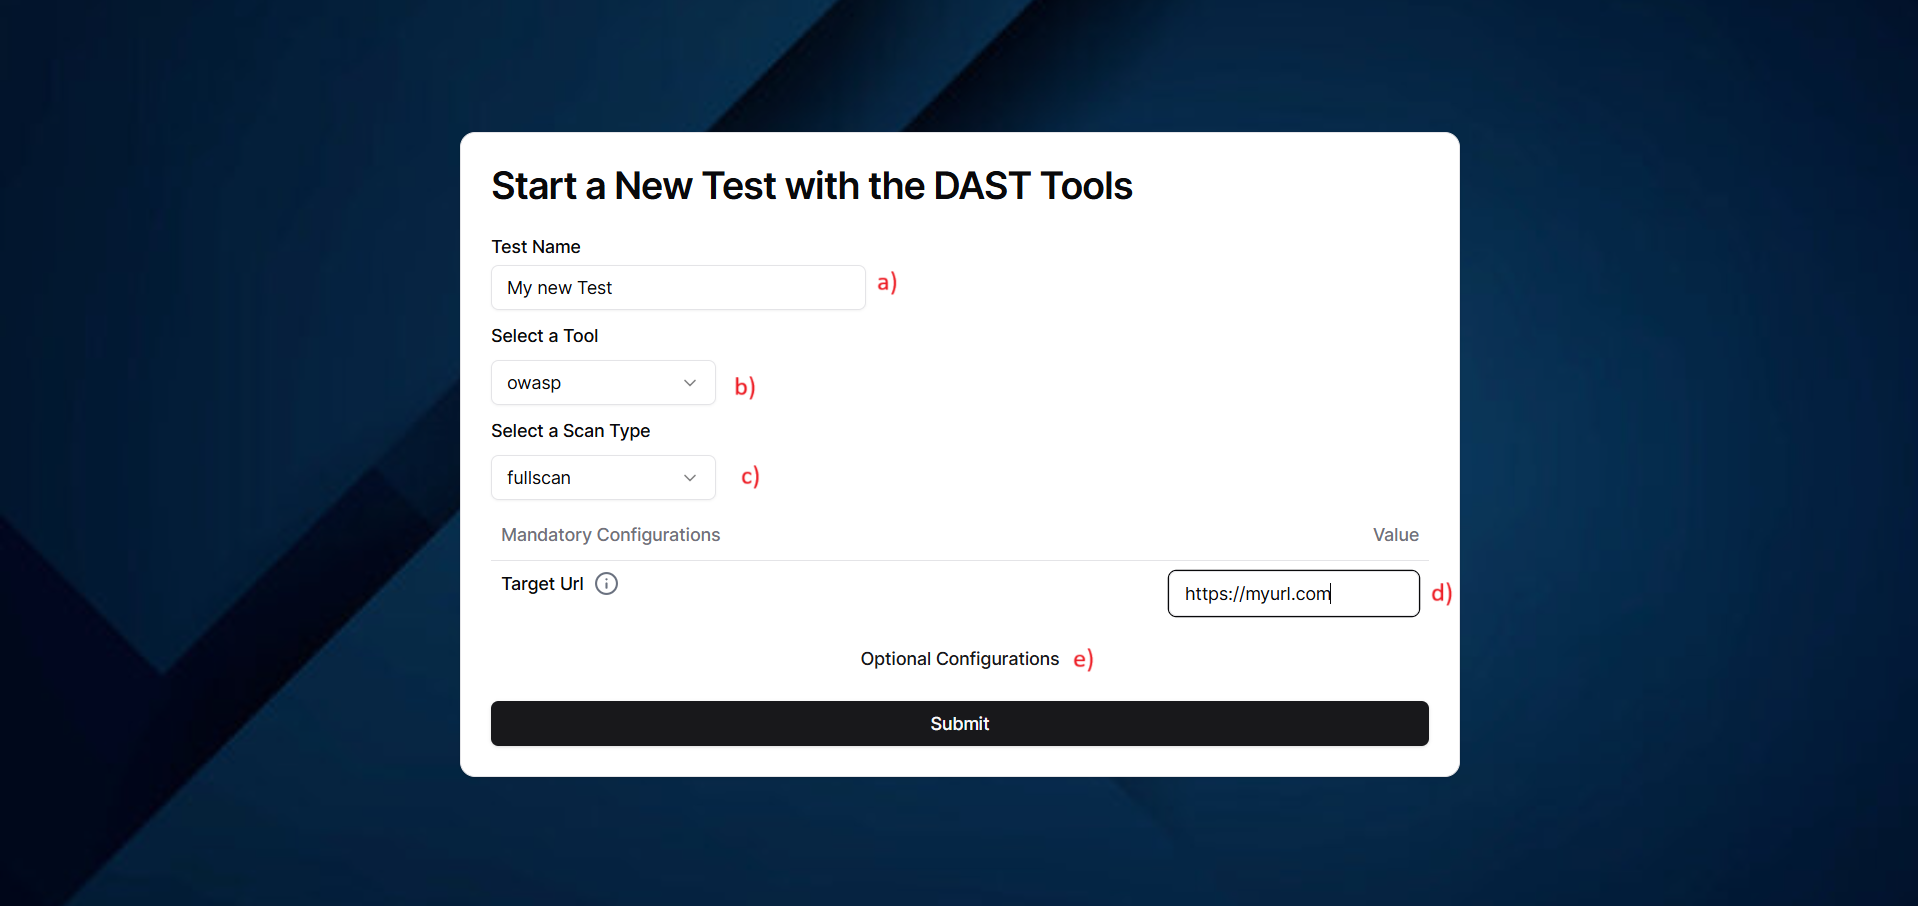 Start a New Test with the DAST Tools
Test Name
My new Test a)
Select a Tool
owasp b)
Select a Scan Type
fullscan c)
Mandatory Configurations Value
Target Url https://myurl.com d)
Optional Configurations e)
Submit